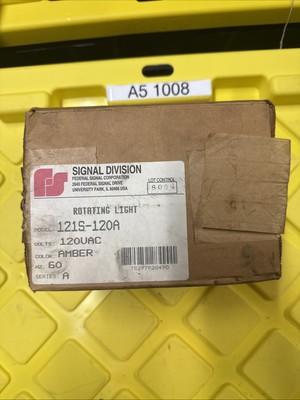 A5 1008
SIGNAL DIVISION
FEDERAL SIGNAL CORPORATION
2645 FEDERAL SIGNAL DRIVE
UNIVERSITY PARK, IL 60466 USA
LOT CONTROL
ROTATING LIGHT
MODEL: 121S-120A
VOLTS: 120VAC
COLOR: AMBER
HZ: 60
SERIES: A